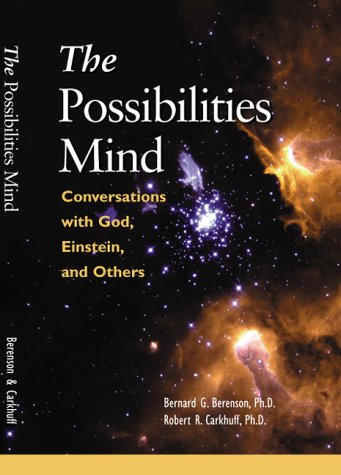 The Possibilities Mind
Berenson & Carkhuff
The
Possibilities
Mind
Conversations
with God,
Einstein,
and Others
Bernard G. Berenson, Ph.D.
Robert R. Carkhuff, Ph.D.